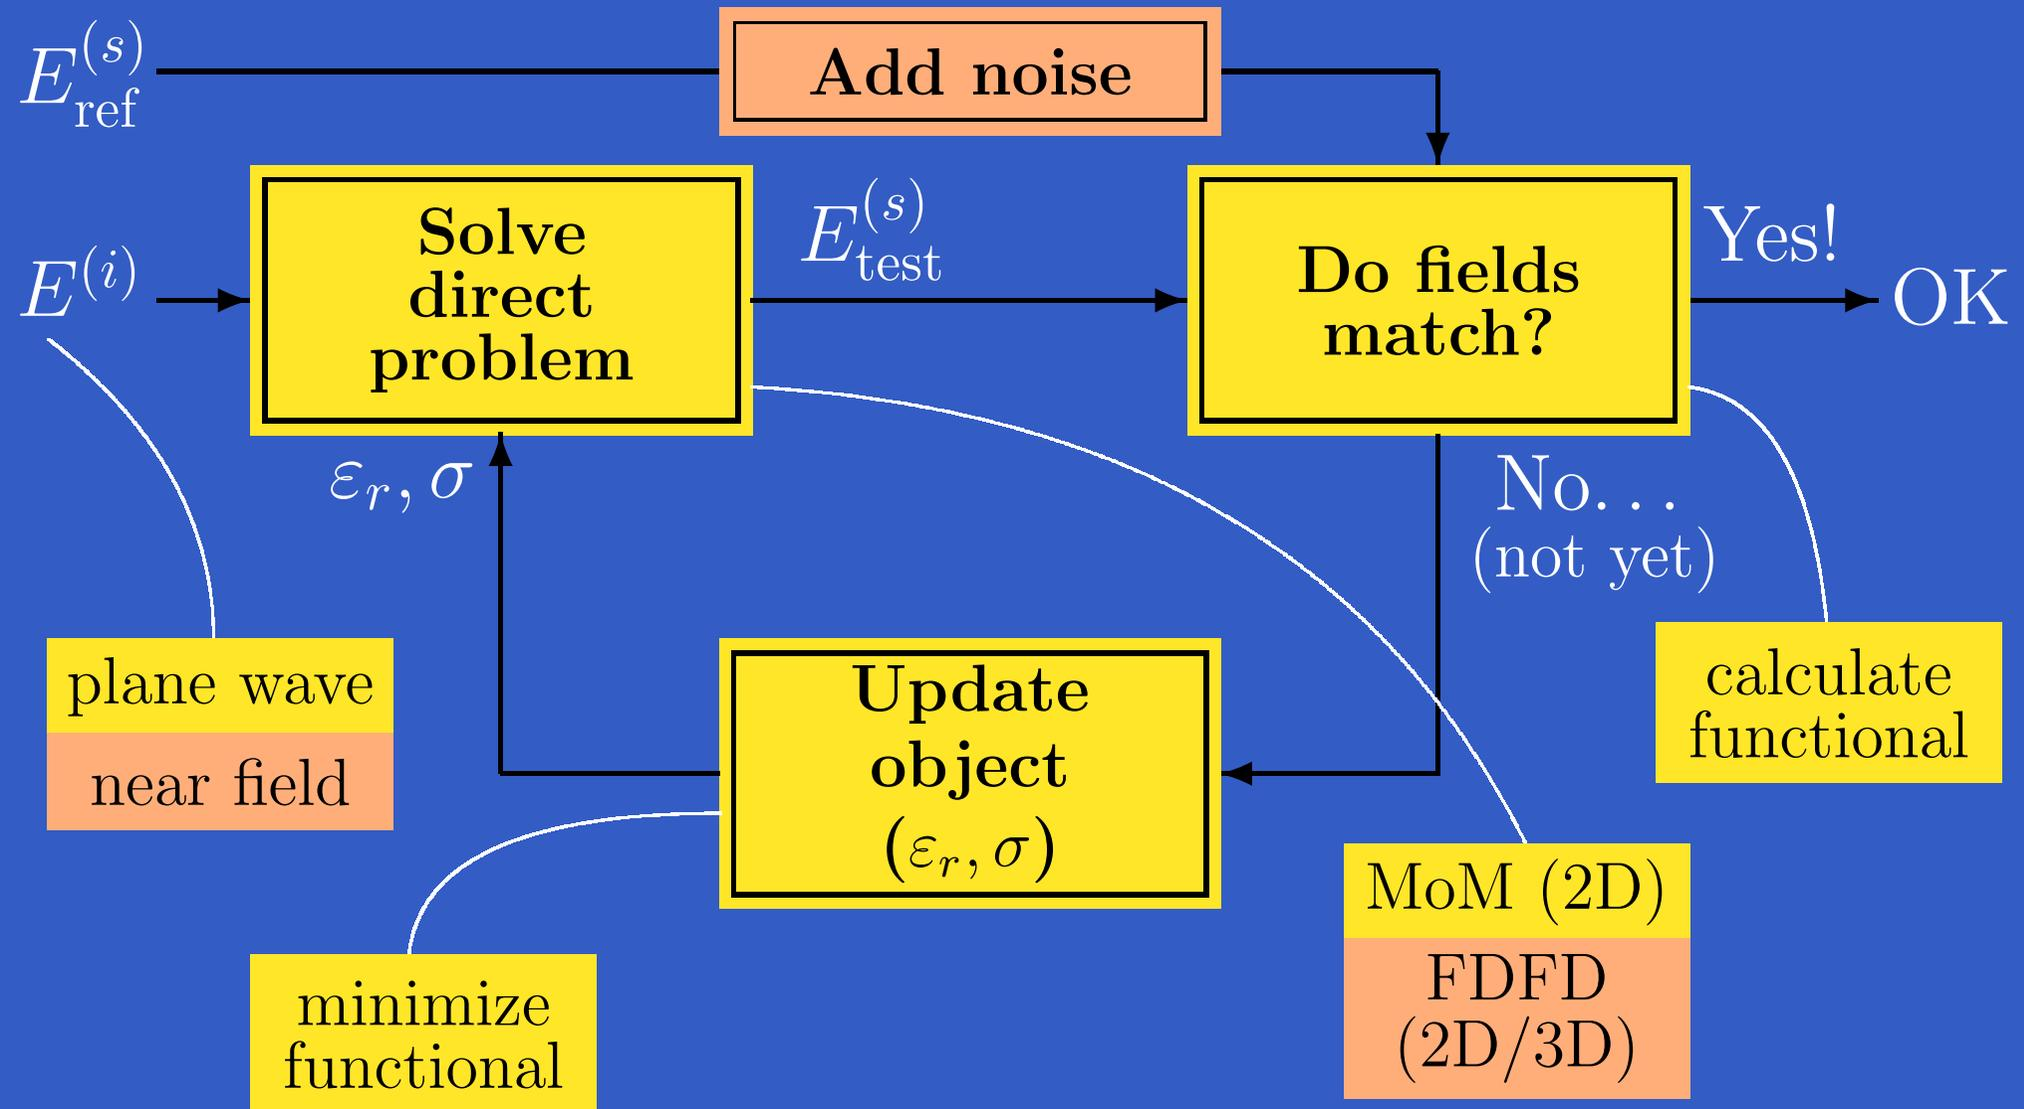 E_ref^(s)
Add noise
E^(i)
Solve
direct
problem
E_test^(s)
Do fields
match?
Yes!
OK
ε_r, σ
No...
(not yet)
plane wave
near field
Update
object
(ε_r, σ)
calculate
functional
minimize
functional
MoM (2D)
FDFD
(2D/3D)